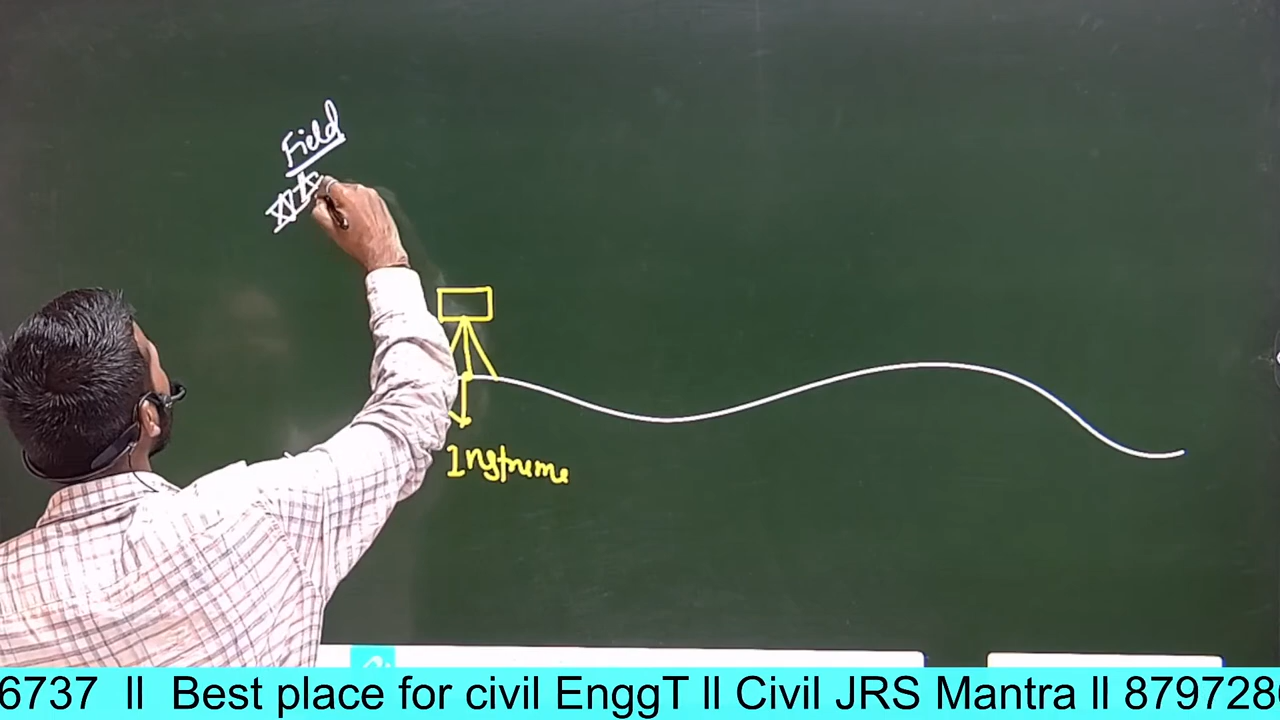 Field
Instrume
6737 ll Best place for civil EnggT ll Civil JRS Mantra ll 879728